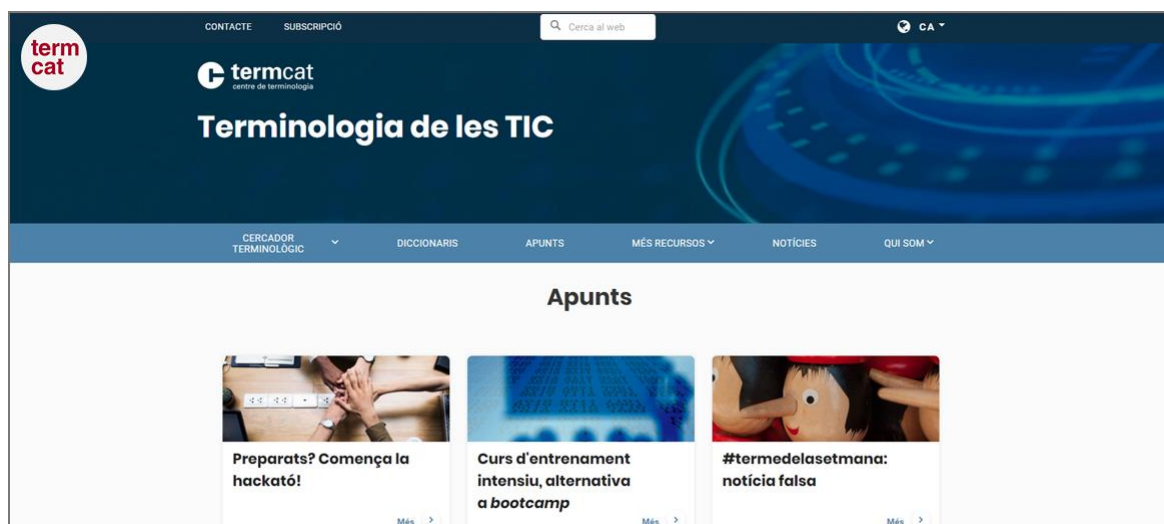 term
cat
CONTACTE SUBSCRIPCIÓ Cerca al web CA
termcat
centre de terminologia
Terminologia de les TIC
CERCADOR
TERMINOLÒGIC
DICCIONARIS APUNTS MÉS RECURSOS NOTÍCIES QUI SOM
Apunts
Preparats? Comença la
hackató!
Més
Curs d'entrenament
intensiu, alternativa
a bootcamp
Més
#termedelasetmana:
notícia falsa
Més